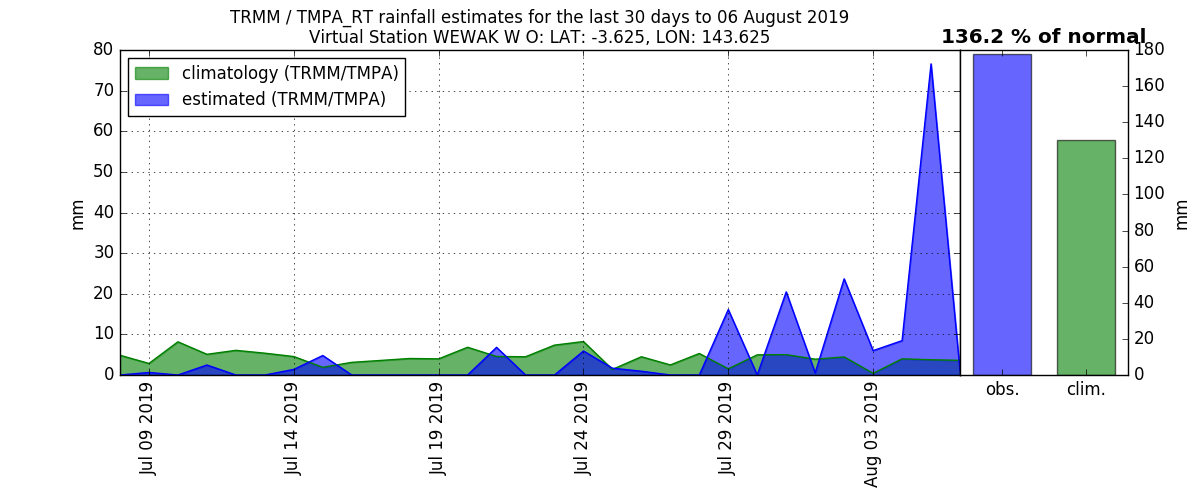 TRMM / TMPA_RT rainfall estimates for the last 30 days to 06 August 2019
Virtual Station WEWAK W O: LAT: -3.625, LON: 143.625
136.2 % of normal
climatology (TRMM/TMPA)
estimated (TRMM/TMPA)
mm
80
70
60
50
40
30
20
10
0
Jul 09 2019
Jul 14 2019
Jul 19 2019
Jul 24 2019
Jul 29 2019
Aug 03 2019
obs.
clim.
180
160
140
120
100
80
60
40
20
0
mm